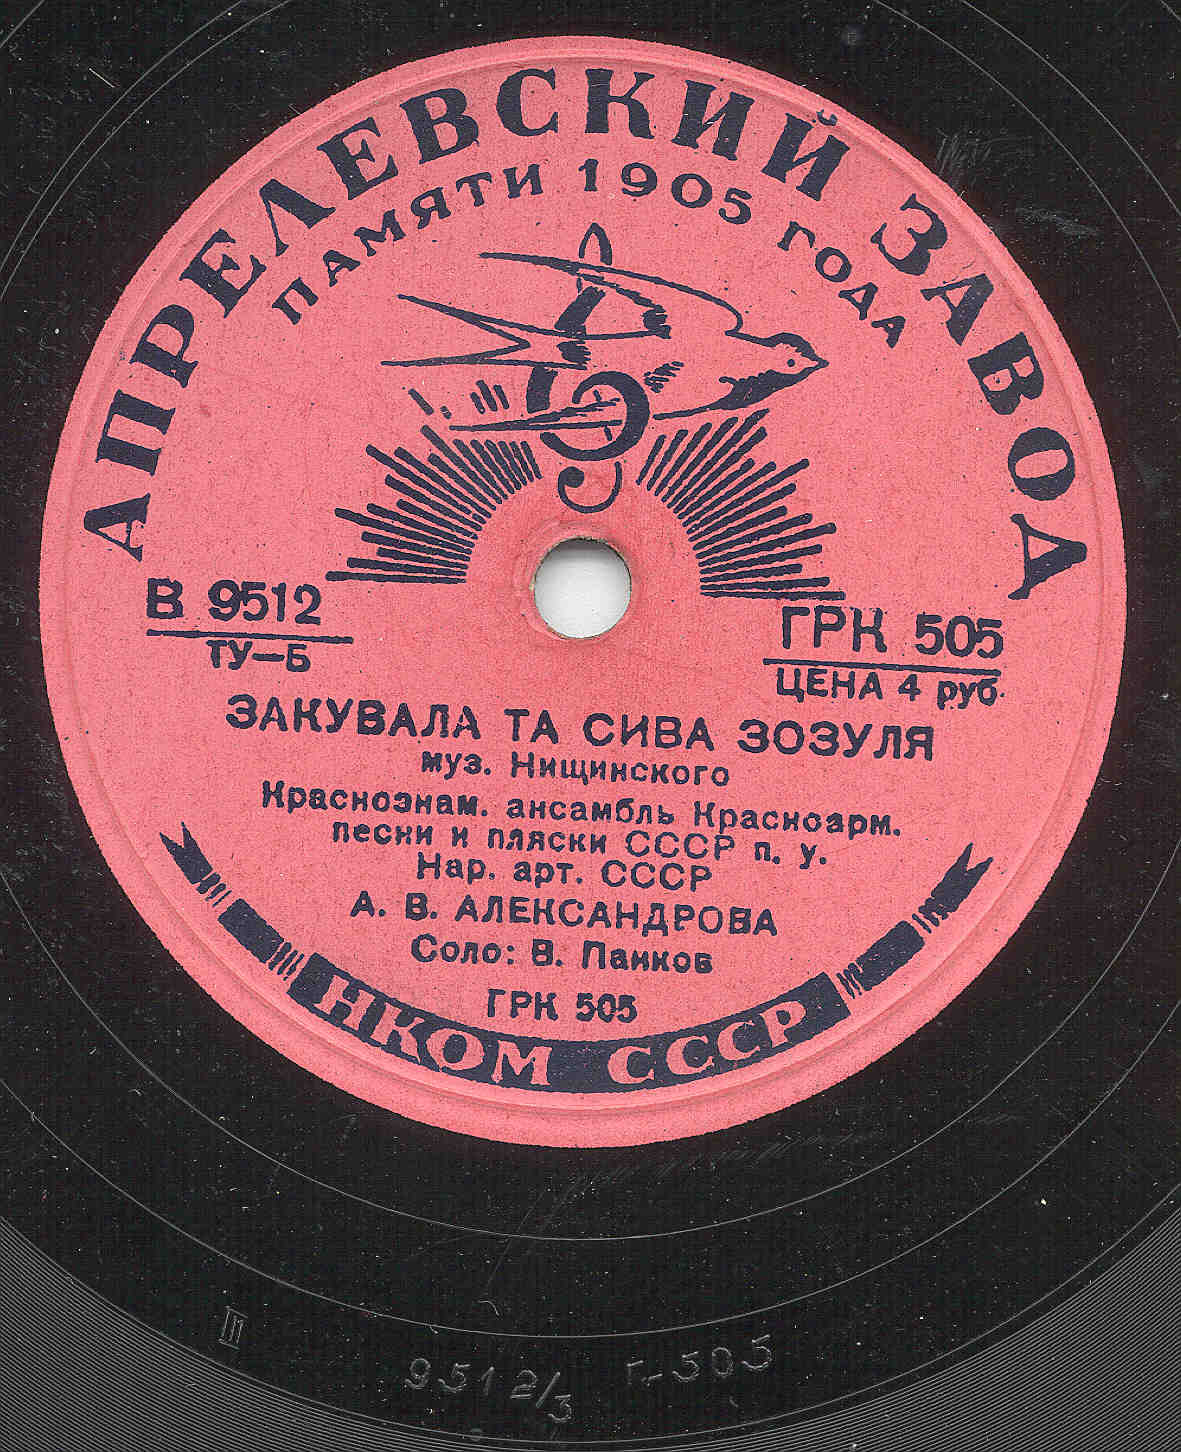 АПРЕЛЕВСКИЙ ЗАВОД
ПАМЯТИ 1905 ГОДА
В 9512
ТУ–Б
ГРК 505
ЦЕНА 4 руб.
ЗАКУВАЛА ТА СИВА ЗОЗУЛЯ
муз. Нищинского
Краснознам. ансамбль Красноарм.
песни и пляски СССР п. у.
Нар. арт. СССР
А. В. АЛЕКСАНДРОВА
Соло: В. Панков
ГРК 505
НКОМ СССР
III
9512/3 Г-505